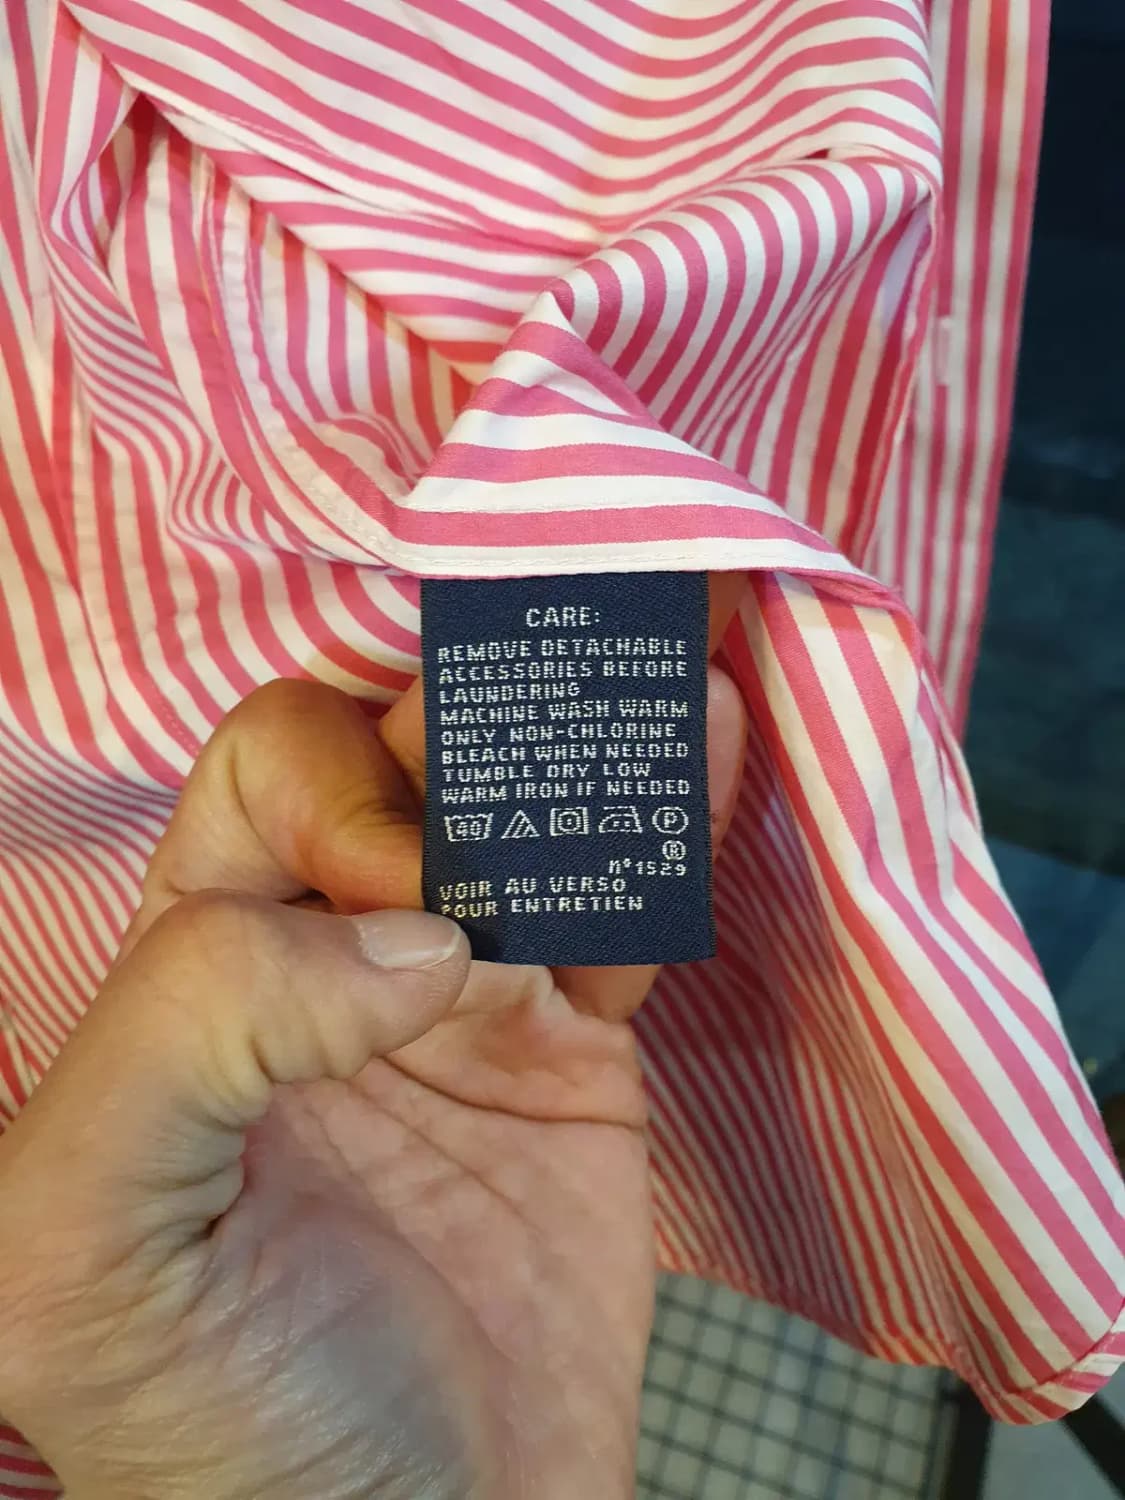 CARE:
REMOVE DETACHABLE
ACCESSORIES BEFORE
LAUNDERING
MACHINE WASH WARM
ONLY NON-CHLORINE
BLEACH WHEN NEEDED
TUMBLE DRY LOW
WARM IRON IF NEEDED
40 P
®
n° 1529
VOIR AU VERSO
POUR ENTRETIEN